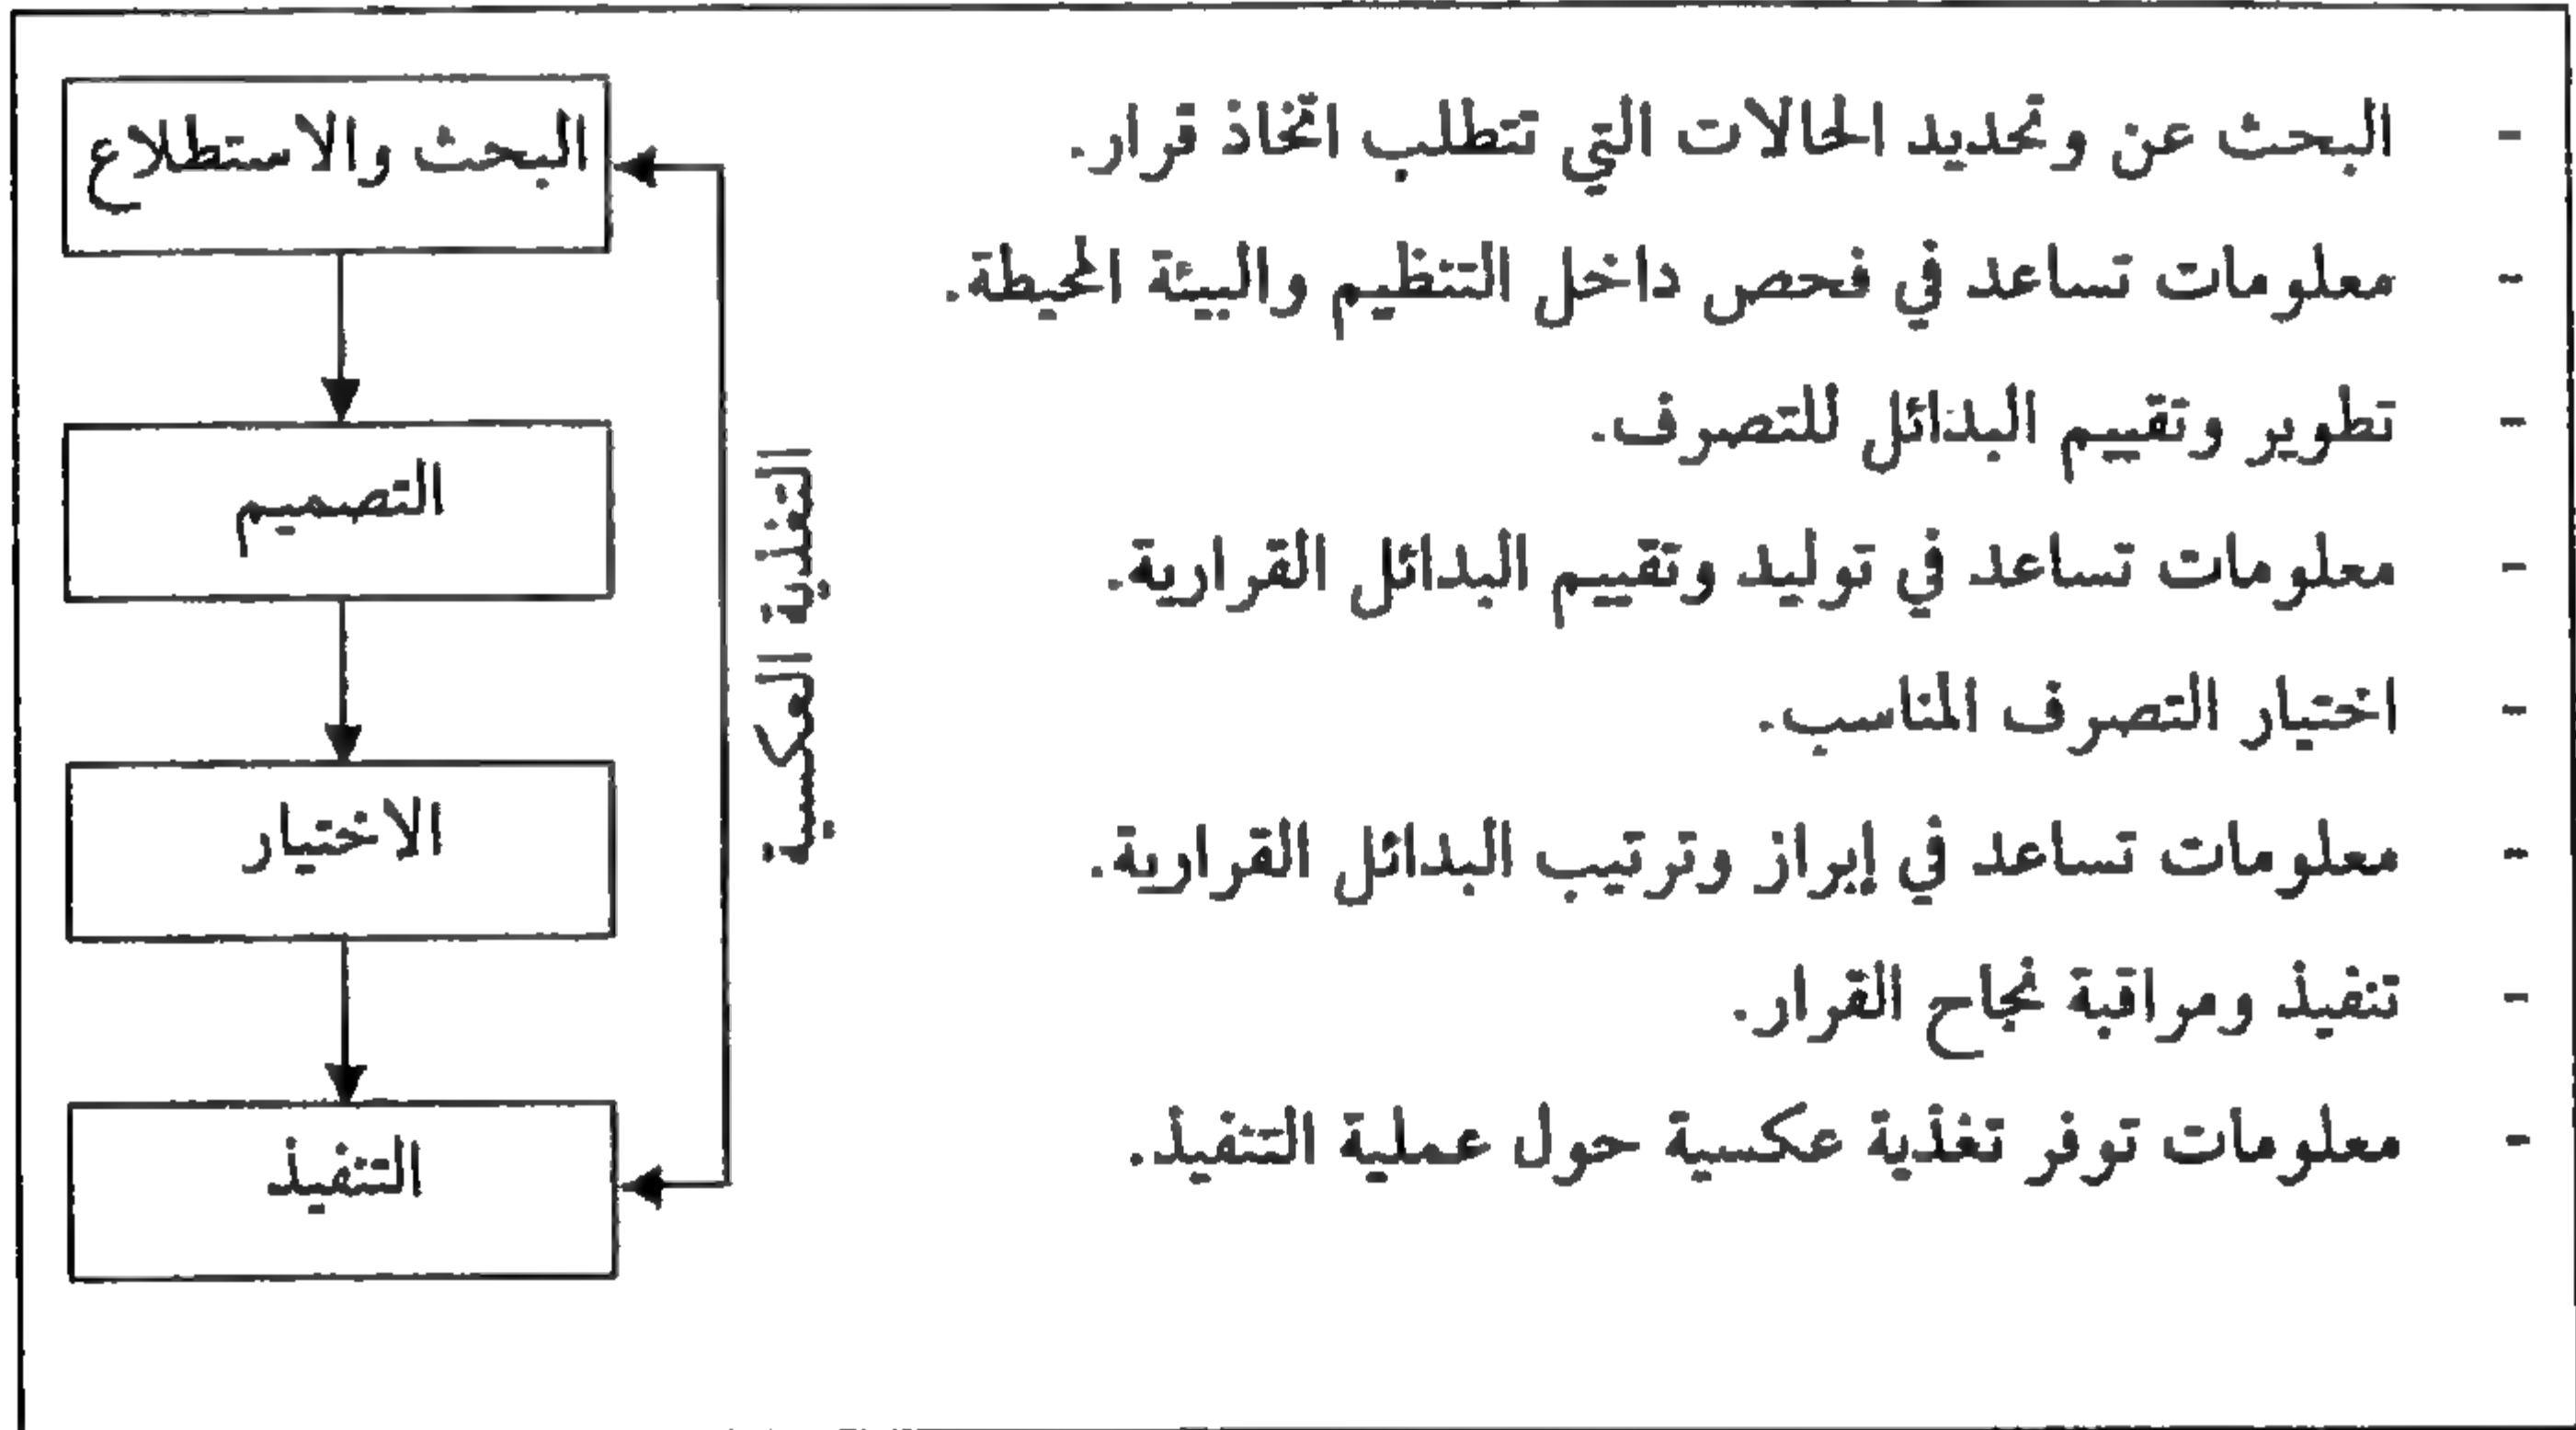 - البحث عن وتحديد الحالات التي تتطلب اتخاذ قرار.
- معلومات تساعد في فحص داخل التنظيم والبيئة المحيطة.
- تطوير وتقييم البدائل للتصرف.
- معلومات تساعد في توليد وتقييم البدائل القرارية.
- اختيار التصرف المناسب.
- معلومات تساعد في إبراز وترتيب البدائل القرارية.
- تنفيذ ومراقبة نجاح القرار.
- معلومات توفر تغذية عكسية حول عملية التنفيذ.
التغذية العكسية
البحث والاستطلاع
التصميم
الاختيار
التنفيذ